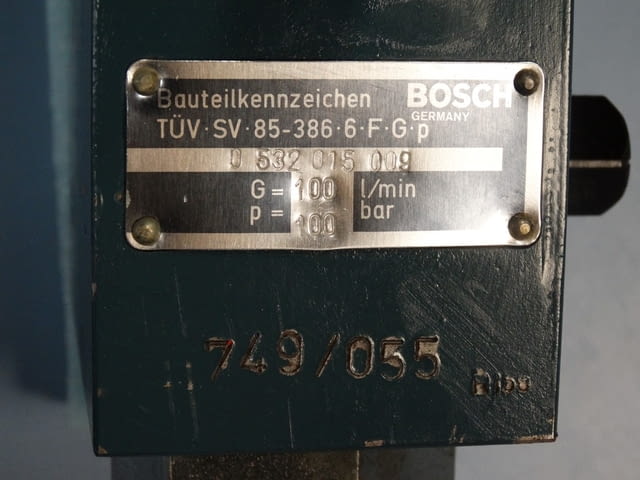 Bauteilkennzeichen BOSCH
GERMANY
TÜV·SV·85-386·6·F·G·p
0 532 015 009
G = 100 l/min
p = 100 bar
749/055